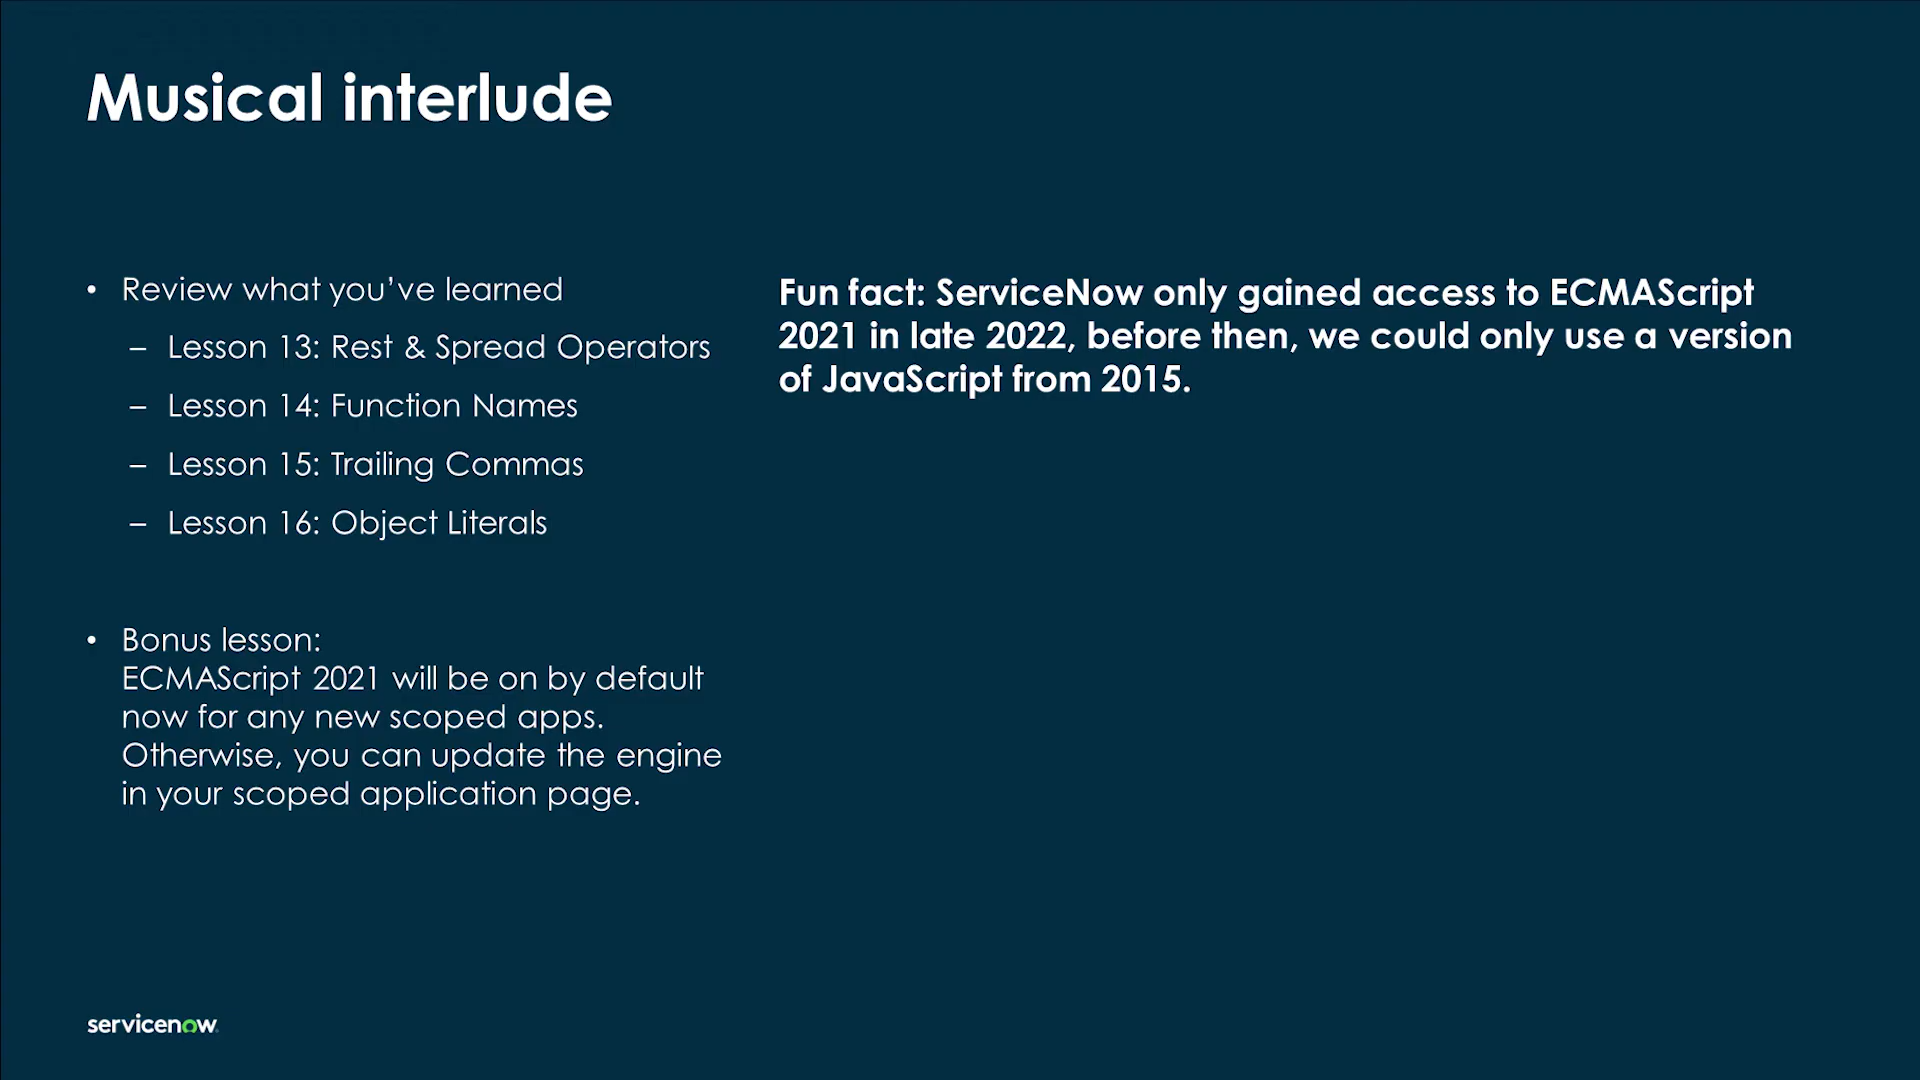 Musical interlude
• Review what you’ve learned
– Lesson 13: Rest & Spread Operators
– Lesson 14: Function Names
– Lesson 15: Trailing Commas
– Lesson 16: Object Literals
• Bonus lesson:
ECMAScript 2021 will be on by default
now for any new scoped apps.
Otherwise, you can update the engine
in your scoped application page.
Fun fact: ServiceNow only gained access to ECMAScript
2021 in late 2022, before then, we could only use a version
of JavaScript from 2015.
servicenow